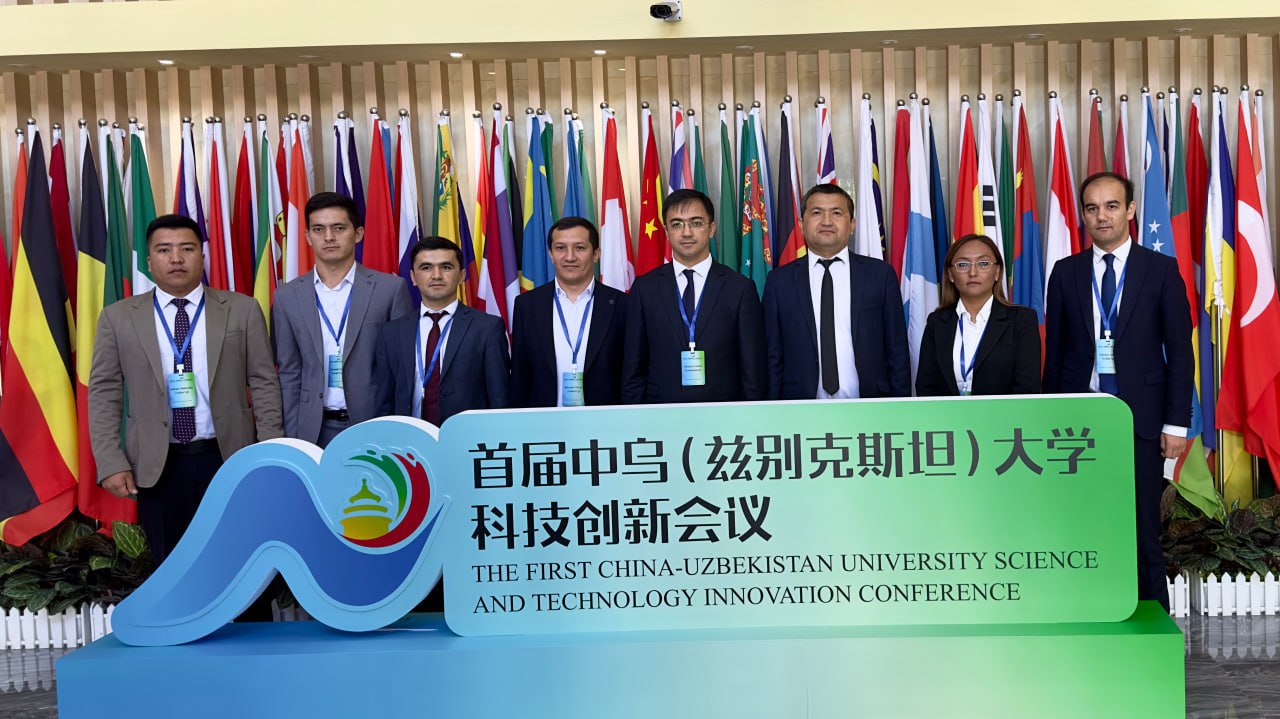 首届中乌（兹别克斯坦）大学
科技创新会议
THE FIRST CHINA-UZBEKISTAN UNIVERSITY SCIENCE
AND TECHNOLOGY INNOVATION CONFERENCE